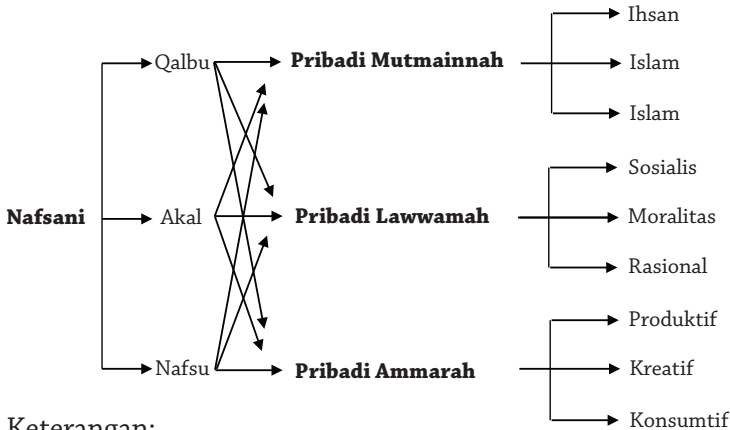 Ihsan
Qalbu Pribadi Mutmainnah Islam
Islam
Sosialis
Nafsani Akal Pribadi Lawwamah Moralitas
Rasional
Produktif
Nafsu Pribadi Ammarah Kreatif
Konsumtif
Keterangan: